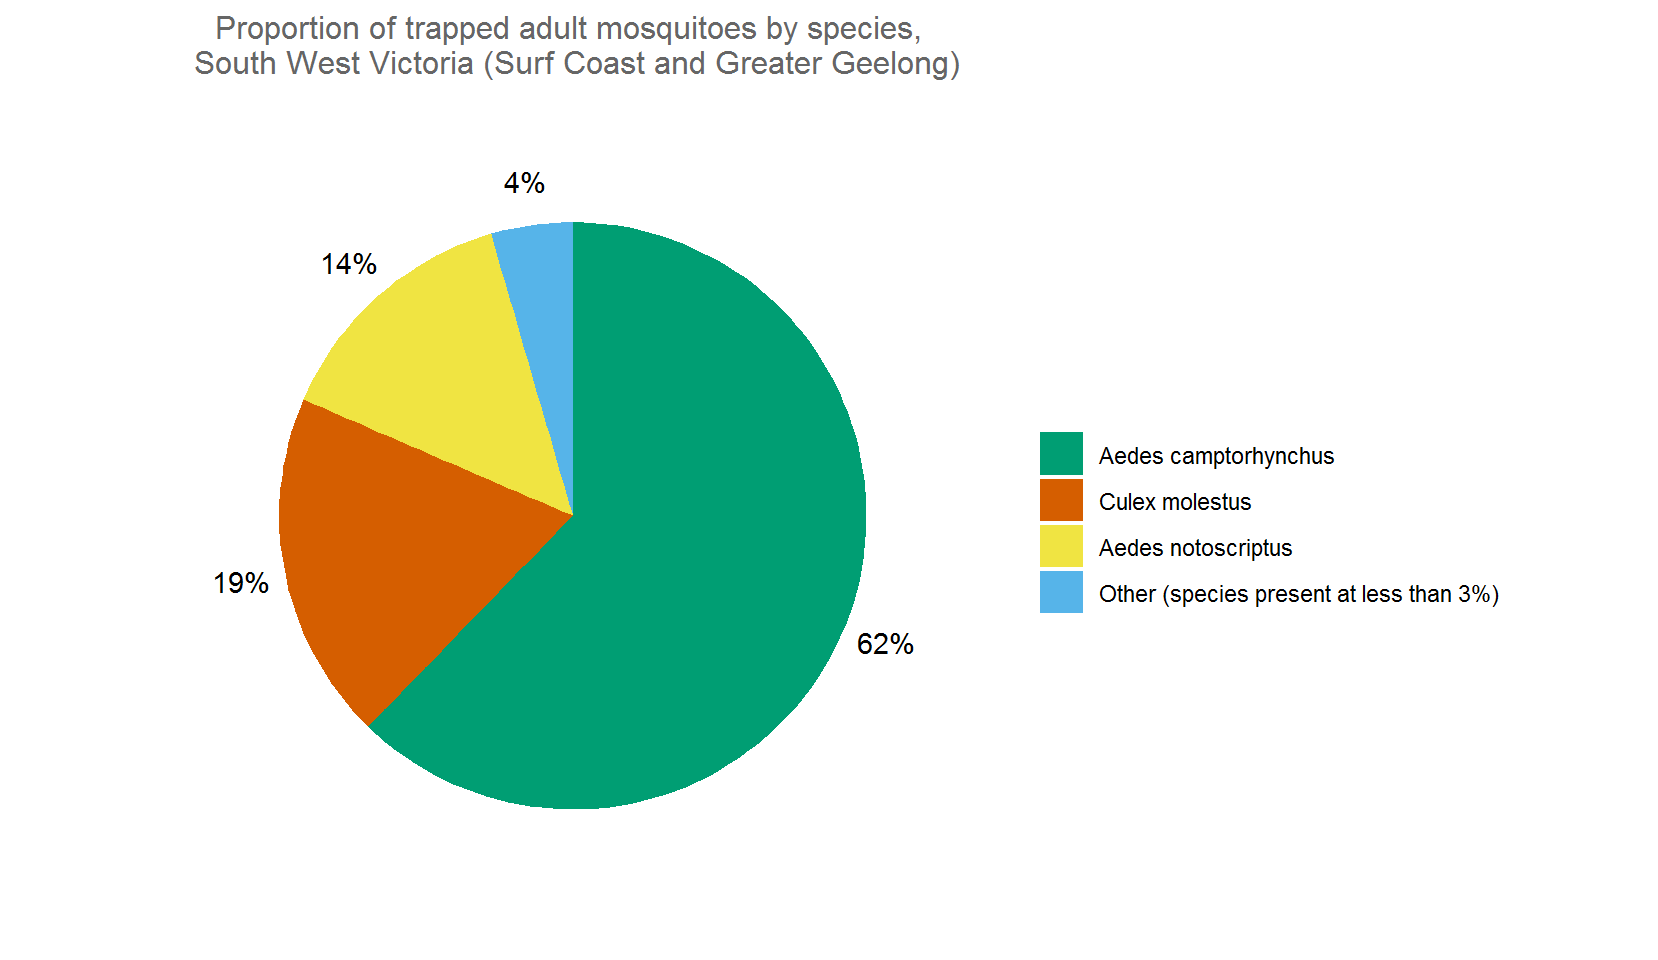 Proportion of trapped adult mosquitoes by species,
South West Victoria (Surf Coast and Greater Geelong)
4%
14%
19%
62%
Aedes camptorhynchus
Culex molestus
Aedes notoscriptus
Other (species present at less than 3%)